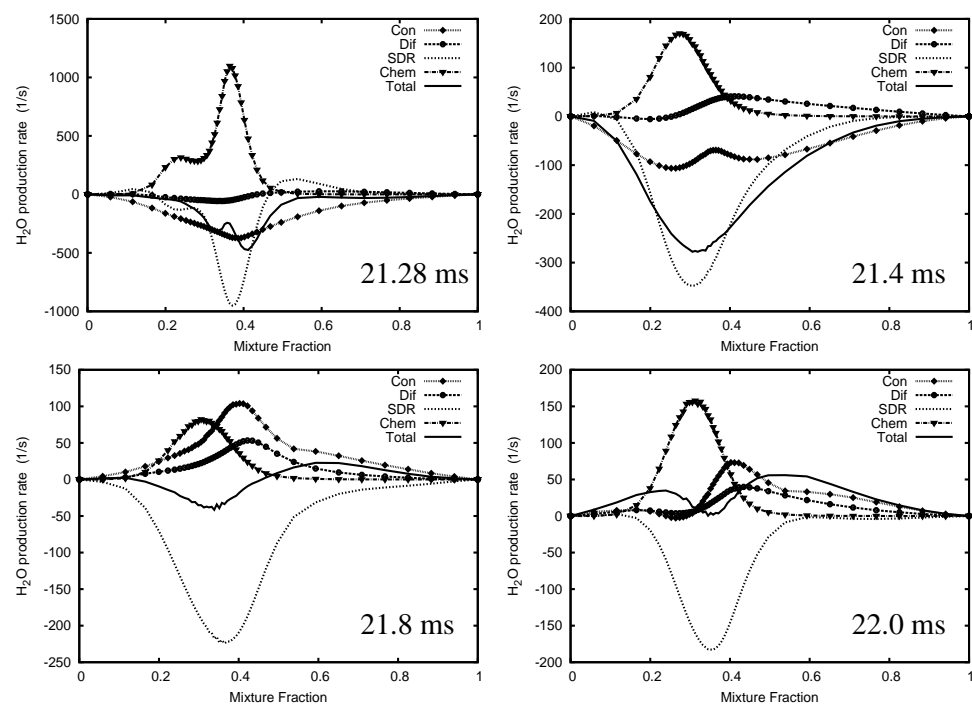 1500
1000
500
0
-500
-1000
H2O production rate (1/s)
Con
Dif
SDR
Chem
Total
21.28 ms
0 0.2 0.4 0.6 0.8 1
Mixture Fraction
200
100
0
-100
-200
-300
-400
H2O production rate (1/s)
Con
Dif
SDR
Chem
Total
21.4 ms
0 0.2 0.4 0.6 0.8 1
Mixture Fraction
150
100
50
0
-50
-100
-150
-200
-250
H2O production rate (1/s)
Con
Dif
SDR
Chem
Total
21.8 ms
0 0.2 0.4 0.6 0.8 1
Mixture Fraction
200
150
100
50
0
-50
-100
-150
-200
H2O production rate (1/s)
Con
Dif
SDR
Chem
Total
22.0 ms
0 0.2 0.4 0.6 0.8 1
Mixture Fraction